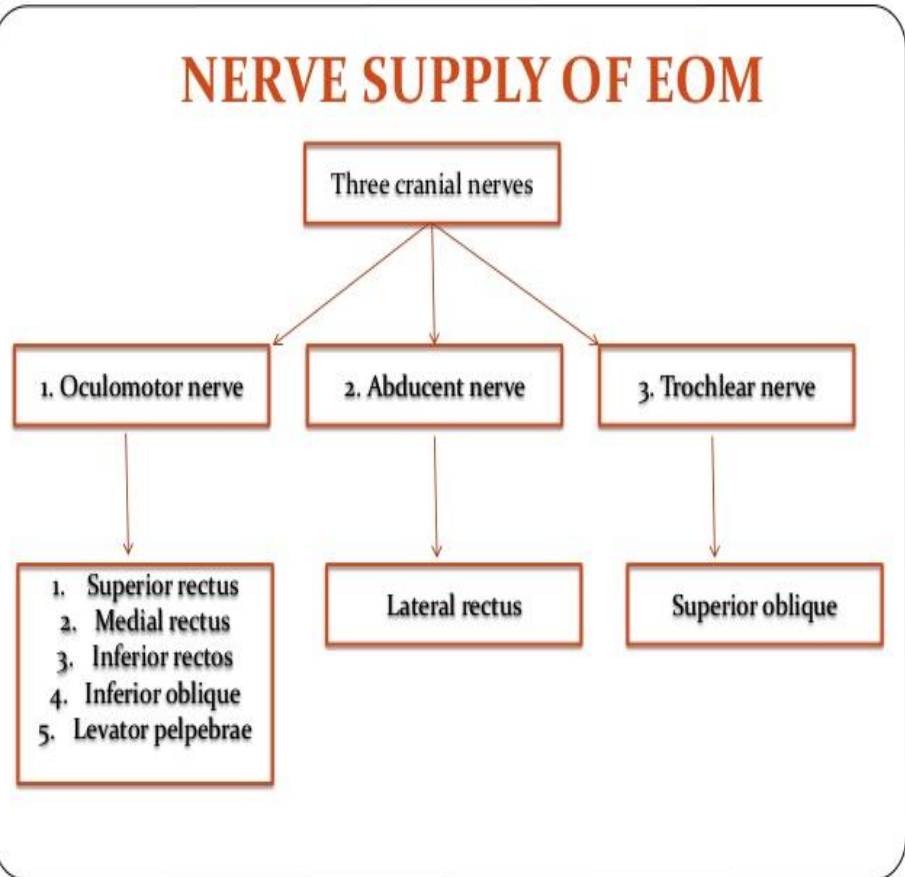 NERVE SUPPLY OF EOM
Three cranial nerves
1. Oculomotor nerve
2. Abducent nerve
3. Trochlear nerve
1. Superior rectus
2. Medial rectus
3. Inferior rectos
4. Inferior oblique
5. Levator pelpebrae
Lateral rectus
Superior oblique